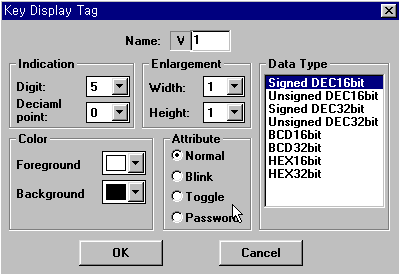 Key Display Tag
Name: V 1
Indication
Digit: 5
Deciaml point: 0
Enlargement
Width: 1
Height: 1
Data Type
Signed DEC16bit
Unsigned DEC16bit
Signed DEC32bit
Unsigned DEC32bit
BCD16bit
BCD32bit
HEX16bit
HEX32bit
Color
Foreground
Background
Attribute
Normal
Blink
Toggle
Password
OK
Cancel